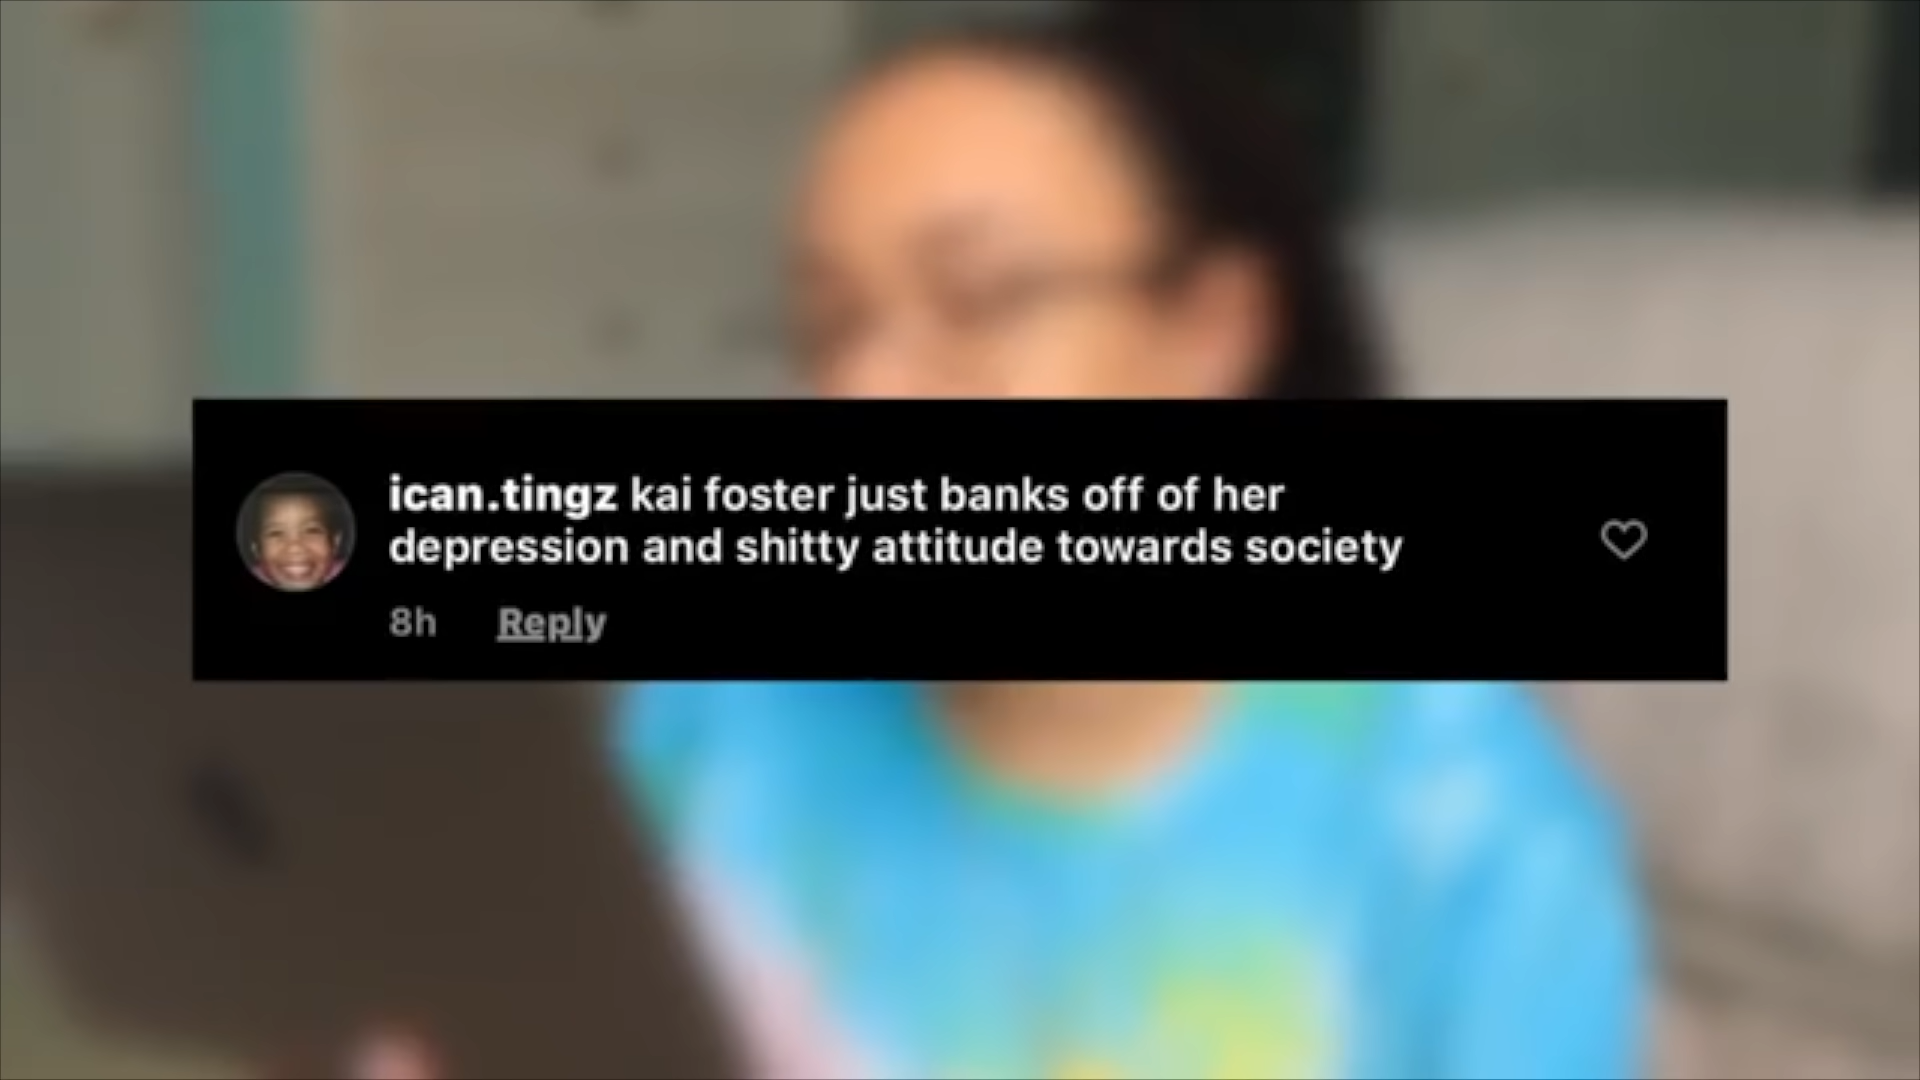 ican.tingz kai foster just banks off of her
depression and shitty attitude towards society
8h Reply